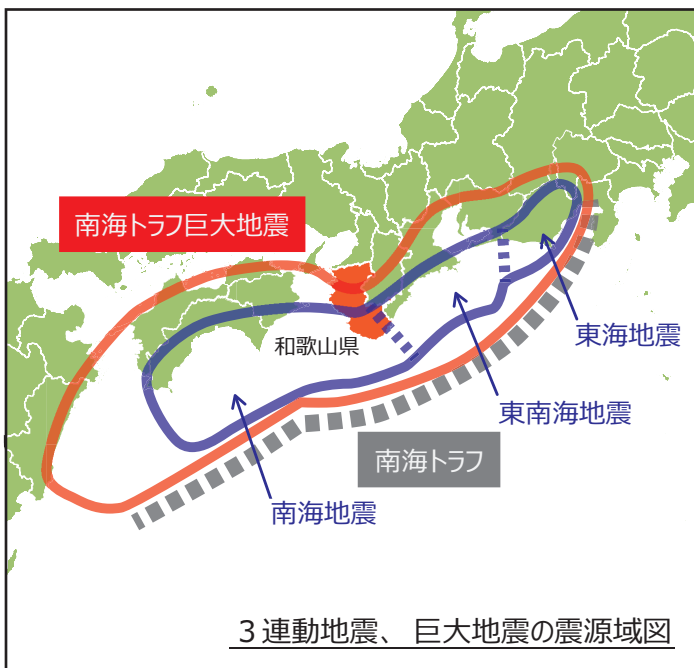 南海トラフ巨大地震
和歌山県
東海地震
東南海地震
南海トラフ
南海地震
３連動地震、巨大地震の震源域図